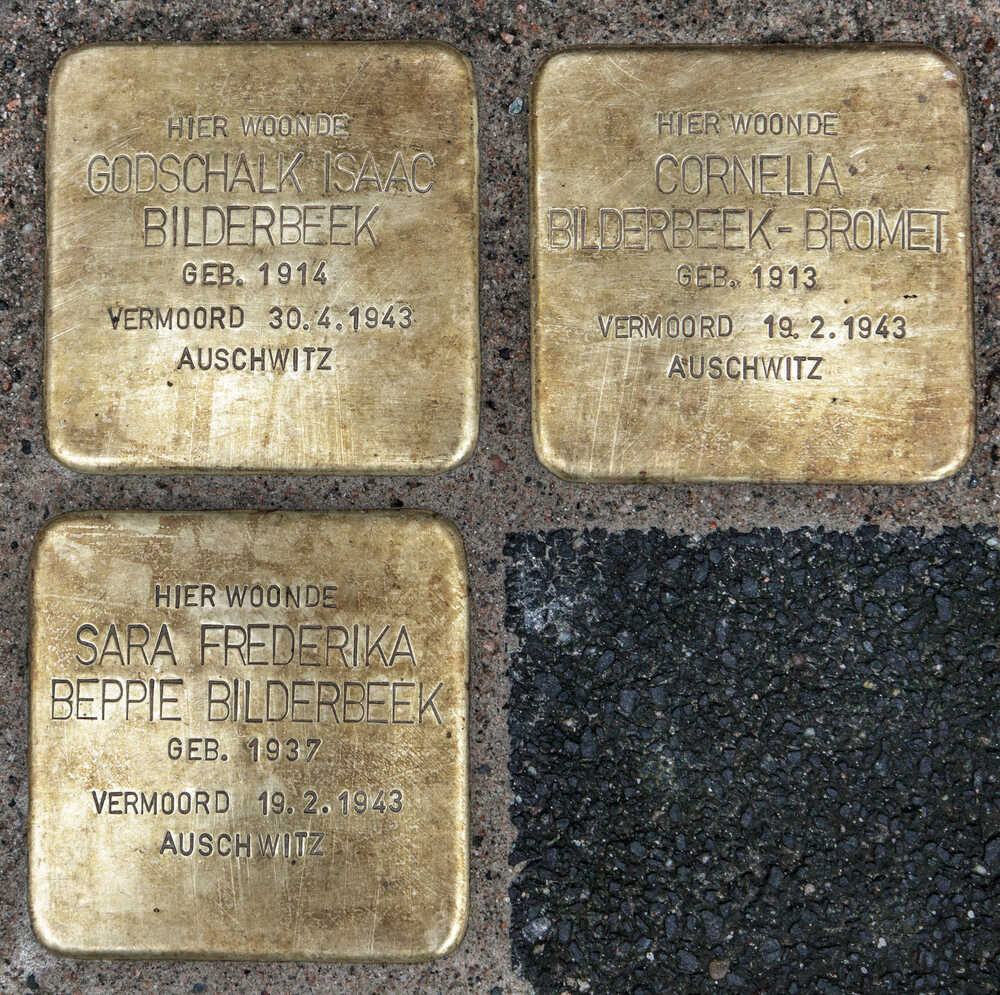 HIER WOONDE
GODSCHALK ISAAC
BILDERBEEK
GEB. 1914
VERMOORD 30.4.1943
AUSCHWITZ
HIER WOONDE
CORNELIA
BILDERBEEK-BROMET
GEB. 1913
VERMOORD 19.2.1943
AUSCHWITZ
HIER WOONDE
SARA FREDERIKA
BEPPIE BILDERBEEK
GEB. 1937
VERMOORD 19.2.1943
AUSCHWITZ